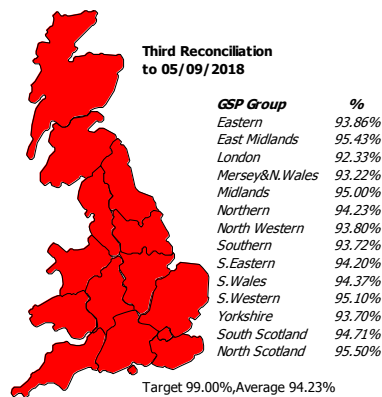 Third Reconciliation
to 05/09/2018
GSP Group %
Eastern 93.86%
East Midlands 95.43%
London 92.33%
Mersey&N.Wales 93.22%
Midlands 95.00%
Northern 94.23%
North Western 93.80%
Southern 93.72%
S.Eastern 94.20%
S.Wales 94.37%
S.Western 95.10%
Yorkshire 93.70%
South Scotland 94.71%
North Scotland 95.50%
Target 99.00%,Average 94.23%